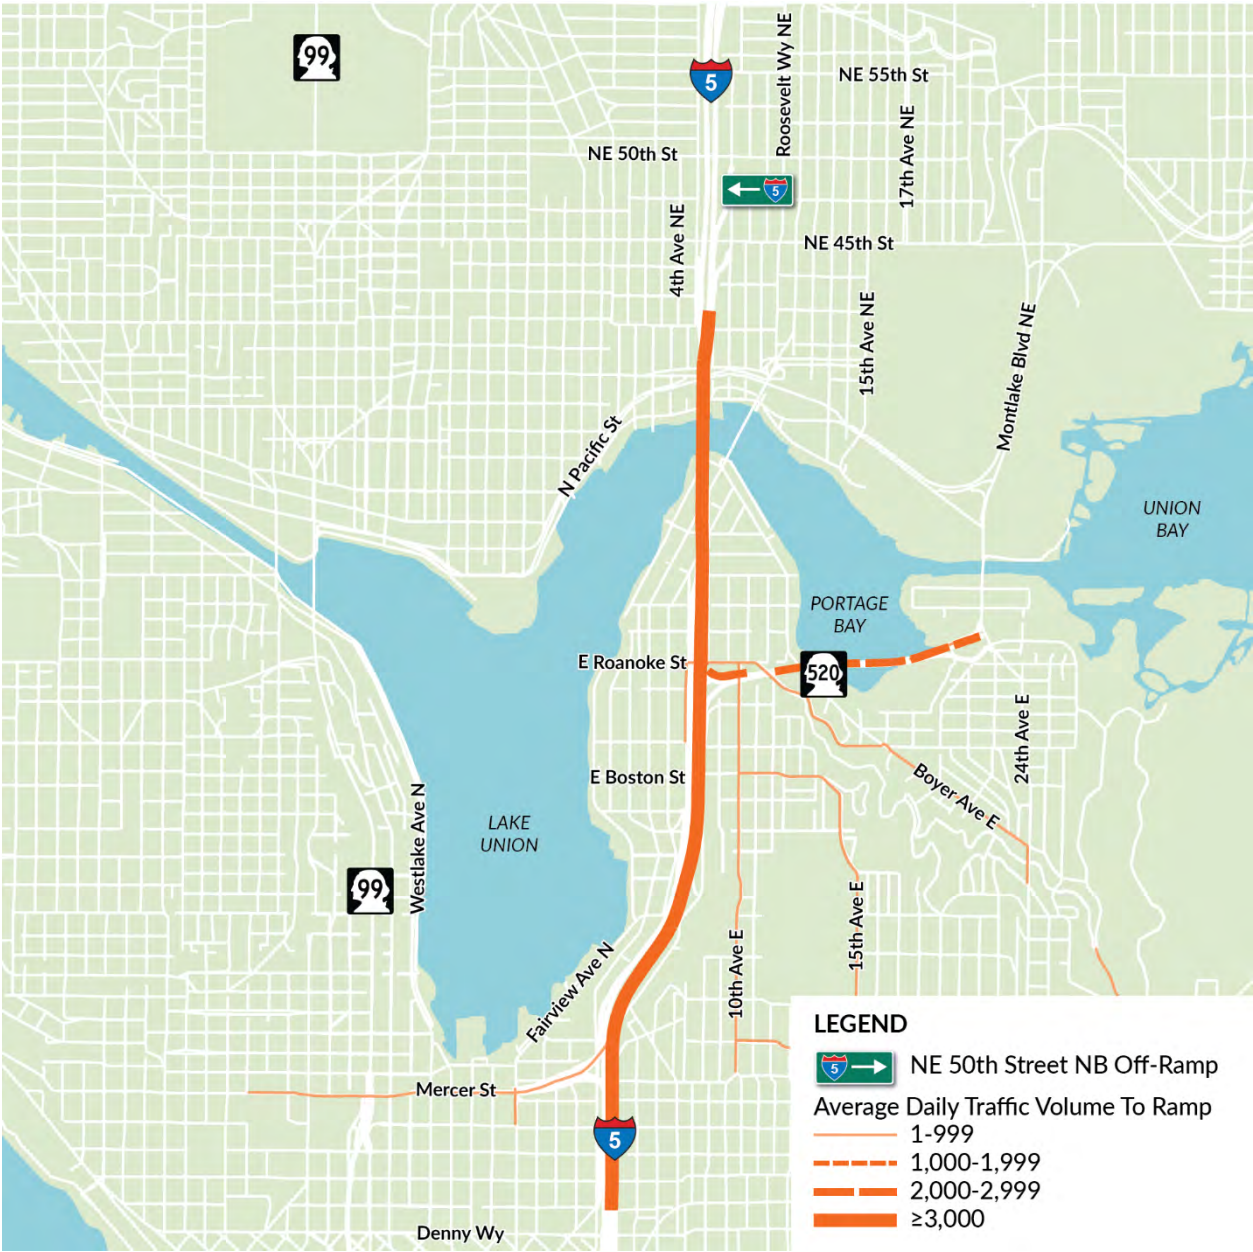 99
5
Roosevelt Wy NE
NE 55th St
17th Ave NE
NE 50th St
5
4th Ave NE
NE 45th St
15th Ave NE
Montlake Blvd NE
N Pacific St
UNION
BAY
PORTAGE
BAY
E Roanoke St
520
24th Ave E
E Boston St
Boyer Ave E
LAKE
UNION
Westlake Ave N
99
15th Ave E
10th Ave E
Fairview Ave N
Mercer St
5
Denny Wy
LEGEND
5
NE 50th Street NB Off-Ramp
Average Daily Traffic Volume To Ramp
1-999
1,000-1,999
2,000-2,999
≥3,000